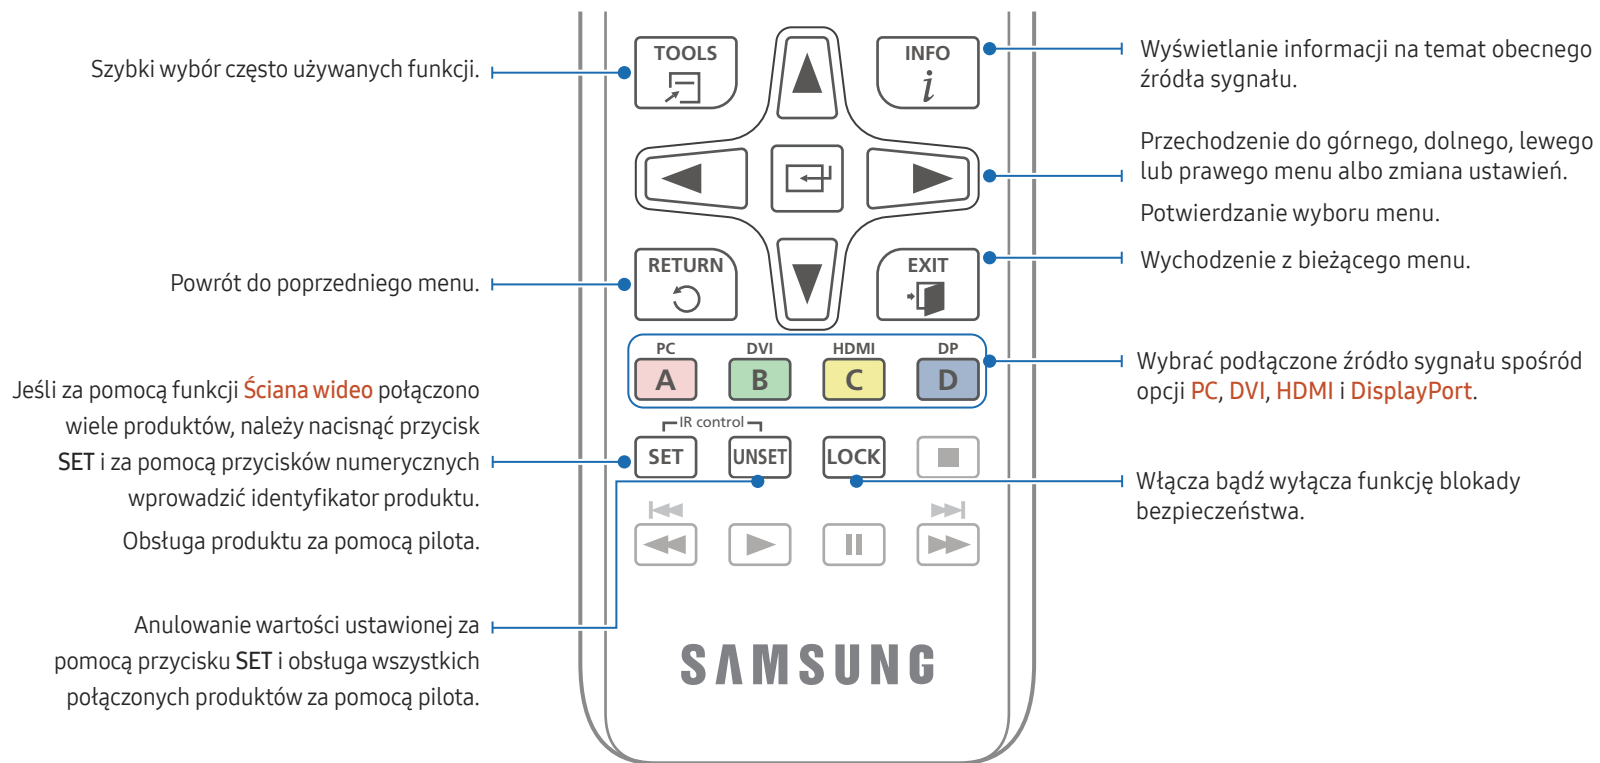 Szybki wybór często używanych funkcji.
Powrót do poprzedniego menu.
Jeśli za pomocą funkcji Ściana wideo połączono
wiele produktów, należy nacisnąć przycisk
SET i za pomocą przycisków numerycznych
wprowadzić identyfikator produktu.
Obsługa produktu za pomocą pilota.
Anulowanie wartości ustawionej za
pomocą przycisku SET i obsługa wszystkich
połączonych produktów za pomocą pilota.
TOOLS
INFO
i
RETURN
EXIT
PC DVI HDMI DP
A B C D
IR control
SET UNSET LOCK
SAMSUNG
Wyświetlanie informacji na temat obecnego
źródła sygnału.
Przechodzenie do górnego, dolnego, lewego
lub prawego menu albo zmiana ustawień.
Potwierdzanie wyboru menu.
Wychodzenie z bieżącego menu.
Wybrać podłączone źródło sygnału spośród
opcji PC, DVI, HDMI i DisplayPort.
Włącza bądź wyłącza funkcję blokady
bezpieczeństwa.